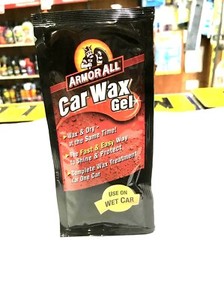 ARMOR ALL
Car Wax
Gel
• Wax & Dry
at the Same Time!
• The Fast & Easy Way
to Shine & Protect
• Complete Wax Treatment
for One Car
USE ON
WET CAR